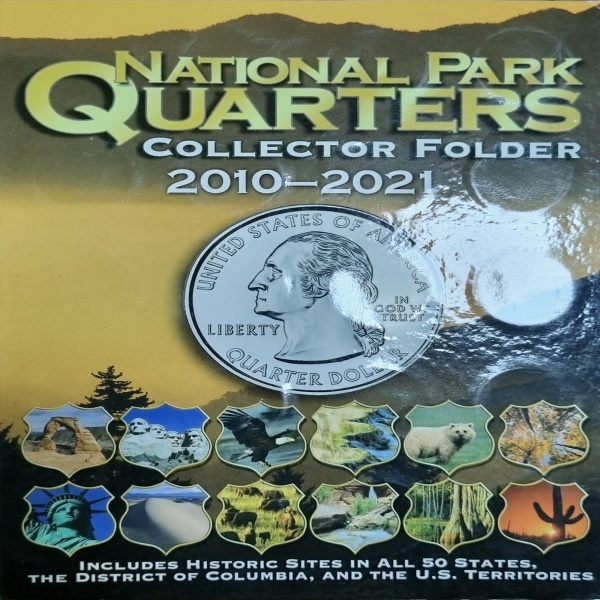 NATIONAL PARK
QUARTERS
COLLECTOR FOLDER
2010–2021
UNITED STATES OF AMERICA
IN
GOD WE
TRUST
LIBERTY
QUARTER DOLLAR
INCLUDES HISTORIC SITES IN ALL 50 STATES,
THE DISTRICT OF COLUMBIA, AND THE U.S. TERRITORIES